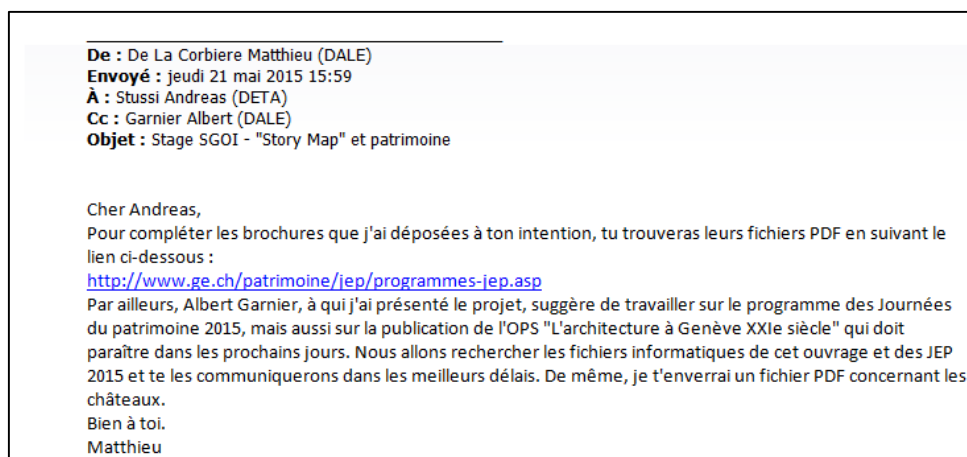 De : De La Corbiere Matthieu (DALE)
Envoyé : jeudi 21 mai 2015 15:59
À : Stussi Andreas (DETA)
Cc : Garnier Albert (DALE)
Objet : Stage SGOI - "Story Map" et patrimoine
Cher Andreas,
Pour compléter les brochures que j'ai déposées à ton intention, tu trouveras leurs fichiers PDF en suivant le
lien ci-dessous :
http://www.ge.ch/patrimoine/jep/programmes-jep.asp
Par ailleurs, Albert Garnier, à qui j'ai présenté le projet, suggère de travailler sur le programme des Journées
du patrimoine 2015, mais aussi sur la publication de l'OPS "L'architecture à Genève XXIe siècle" qui doit
paraître dans les prochains jours. Nous allons rechercher les fichiers informatiques de cet ouvrage et des JEP
2015 et te les communiquerons dans les meilleurs délais. De même, je t'enverrai un fichier PDF concernant les
châteaux.
Bien à toi.
Matthieu